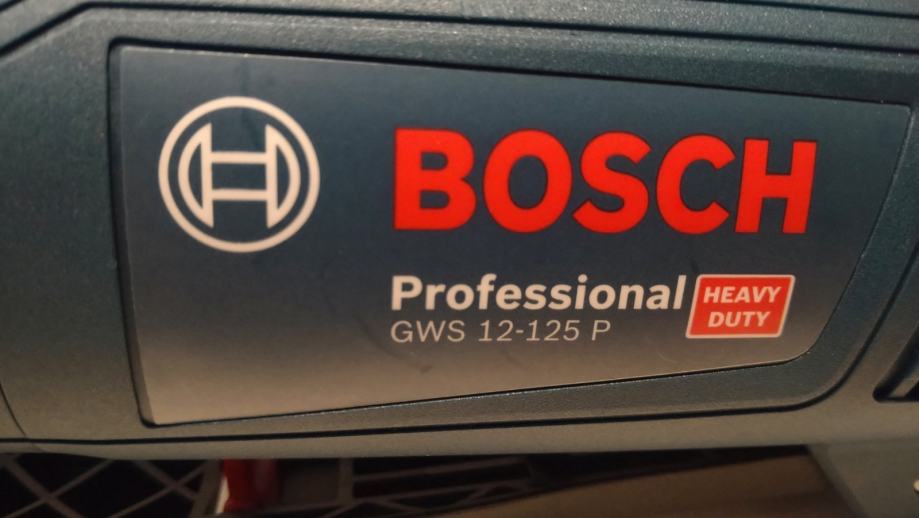 BOSCH
Professional
HEAVY
DUTY
GWS 12-125 P